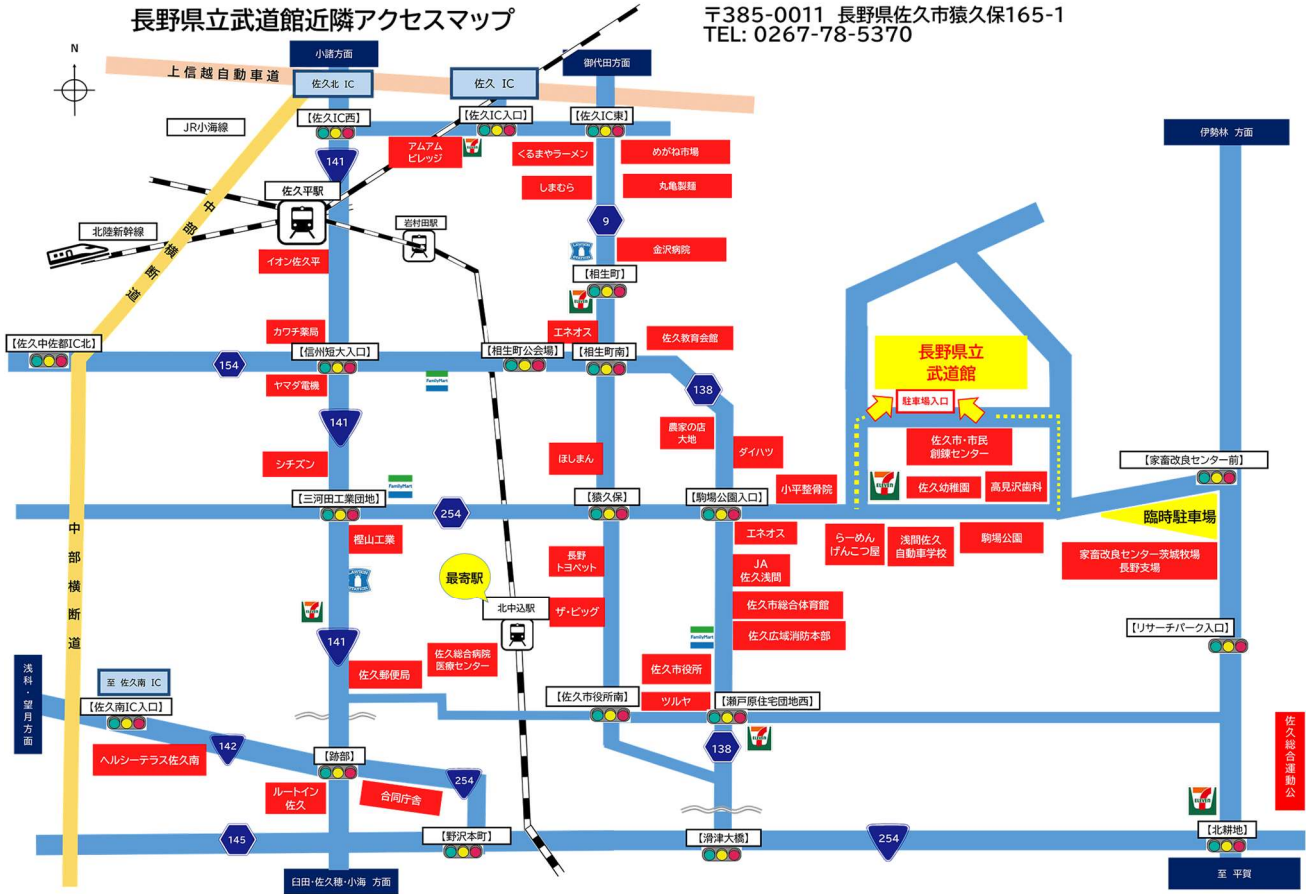 長野県立武道館近隣アクセスマップ
〒385-0011 長野県佐久市猿久保165-1
TEL: 0267-78-5370
N
小諸方面
御代田方面
上信越自動車道
佐久北 IC
佐久 IC
JR小海線
【佐久IC西】
【佐久IC入口】
【佐久IC東】
伊勢林 方面
アムアム
ビレッジ
くるまやラーメン
めがね市場
141
しまむら
丸亀製麺
佐久平駅
岩村田駅
9
北陸新幹線
中部横断道
イオン佐久平
金沢病院
【相生町】
カワチ薬局
エネオス
佐久教育会館
【佐久中佐都IC北】
【信州短大入口】
【相生町公会場】
【相生町南】
154
FamilyMart
138
ヤマダ電機
長野県立
武道館
駐車場入口
141
農家の店
大地
ダイハツ
佐久市・市民
創錬センター
シチズン
ほしまん
【家畜改良センター前】
FamilyMart
小平整骨院
佐久幼稚園
高見沢歯科
【三河田工業団地】
【猿久保】
【駒場公園入口】
254
臨時駐車場
中部横断道
樫山工業
エネオス
らーめん
げんこつ屋
浅間佐久
自動車学校
駒場公園
長野
トヨペット
JA
佐久浅間
家畜改良センター茨城牧場
長野支場
最寄駅
北中込駅
ザ・ビッグ
佐久市総合体育館
FamilyMart
佐久広域消防本部
【リサーチパーク入口】
141
佐久総合病院
医療センター
佐久郵便局
佐久市役所
浅科・望月方面
至 佐久南 IC
【佐久南IC入口】
【佐久市役所南】
ツルヤ
【瀬戸原住宅団地西】
142
138
ヘルシーテラス佐久南
【跡部】
佐久総合運動公
ルートイン
佐久
合同庁舎
254
145
【野沢本町】
【滑津大橋】
254
【北耕地】
臼田・佐久穂・小海 方面
至 平賀